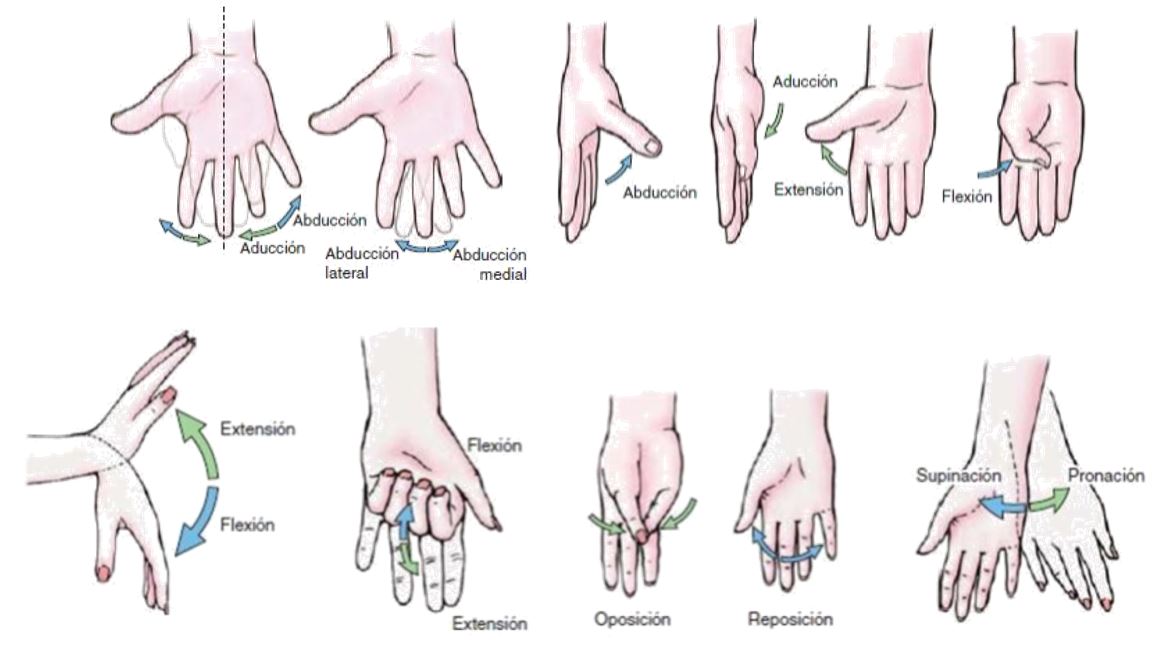 Abducción
Aducción
Abducción
lateral
Abducción
medial
Abducción
Aducción
Extensión
Flexión
Extensión
Flexión
Flexión
Extensión
Oposición
Reposición
Supinación
Pronación